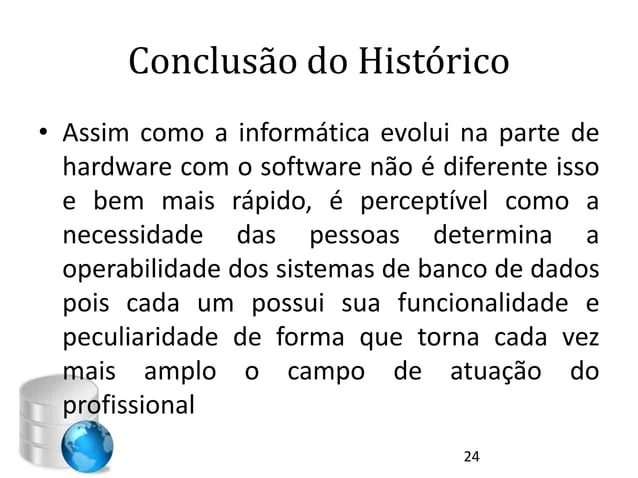 Conclusão do Histórico
• Assim como a informática evolui na parte de
hardware com o software não é diferente isso
e bem mais rápido, é perceptível como a
necessidade das pessoas determina a
operabilidade dos sistemas de banco de dados
pois cada um possui sua funcionalidade e
peculiaridade de forma que torna cada vez
mais amplo o campo de atuação do
profissional
24